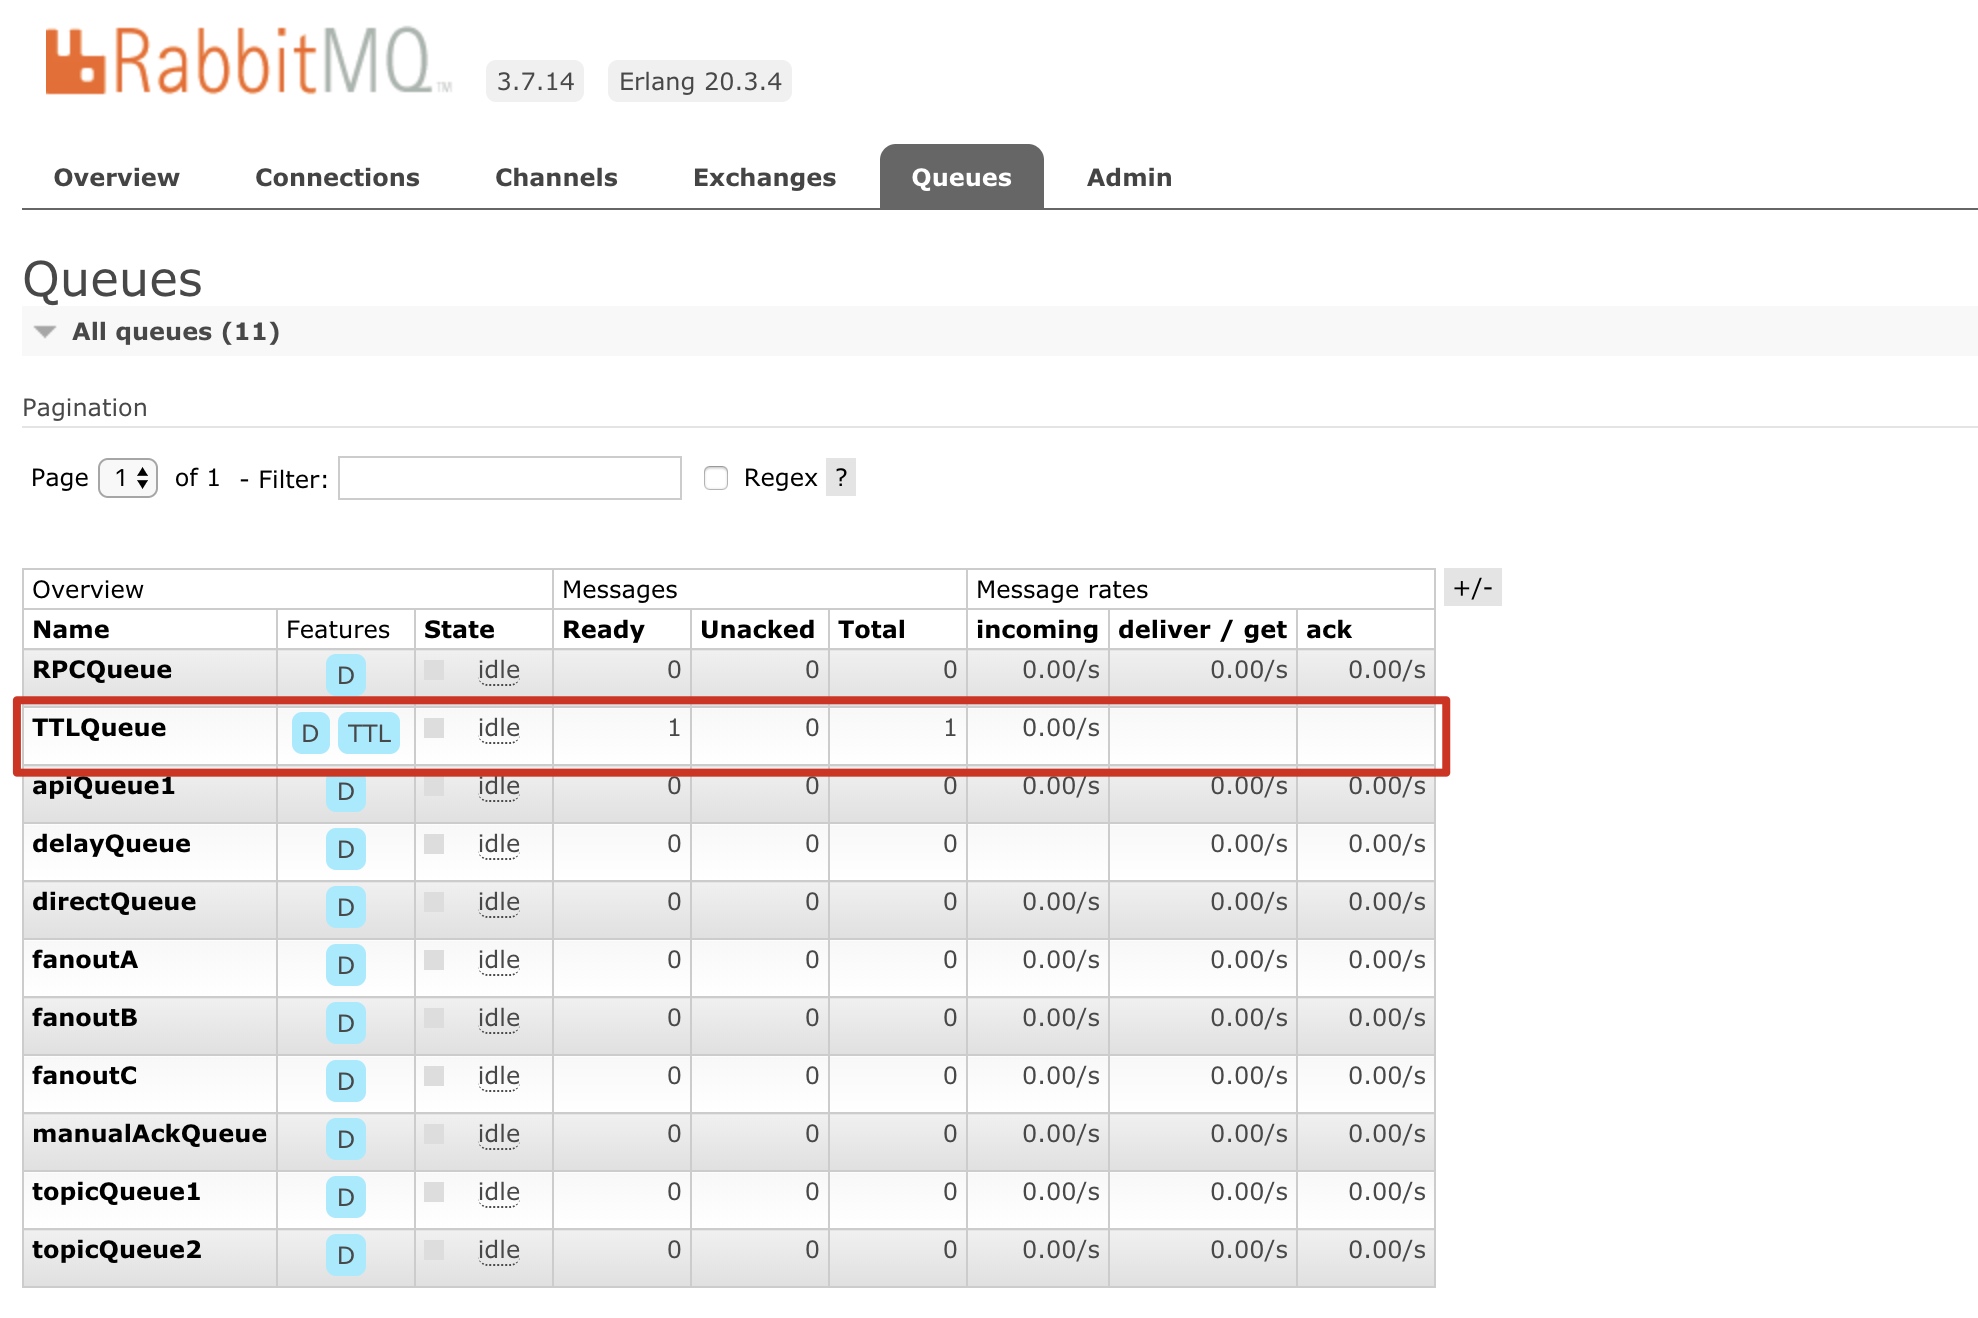 RabbitMQ™ 3.7.14 Erlang 20.3.4
Overview Connections Channels Exchanges Queues Admin
Queues
All queues (11)
Pagination
Page 1 of 1 - Filter: Regex ?
Overview Messages Message rates +/-
Name Features State Ready Unacked Total incoming deliver / get ack
RPCQueue D idle 0 0 0 0.00/s 0.00/s 0.00/s
TTLQueue D TTL idle 1 0 1 0.00/s
apiQueue1 D idle 0 0 0 0.00/s 0.00/s 0.00/s
delayQueue D idle 0 0 0 0.00/s 0.00/s
directQueue D idle 0 0 0 0.00/s 0.00/s 0.00/s
fanoutA D idle 0 0 0 0.00/s 0.00/s 0.00/s
fanoutB D idle 0 0 0 0.00/s 0.00/s 0.00/s
fanoutC D idle 0 0 0 0.00/s 0.00/s 0.00/s
manualAckQueue D idle 0 0 0 0.00/s 0.00/s 0.00/s
topicQueue1 D idle 0 0 0 0.00/s 0.00/s 0.00/s
topicQueue2 D idle 0 0 0 0.00/s 0.00/s 0.00/s